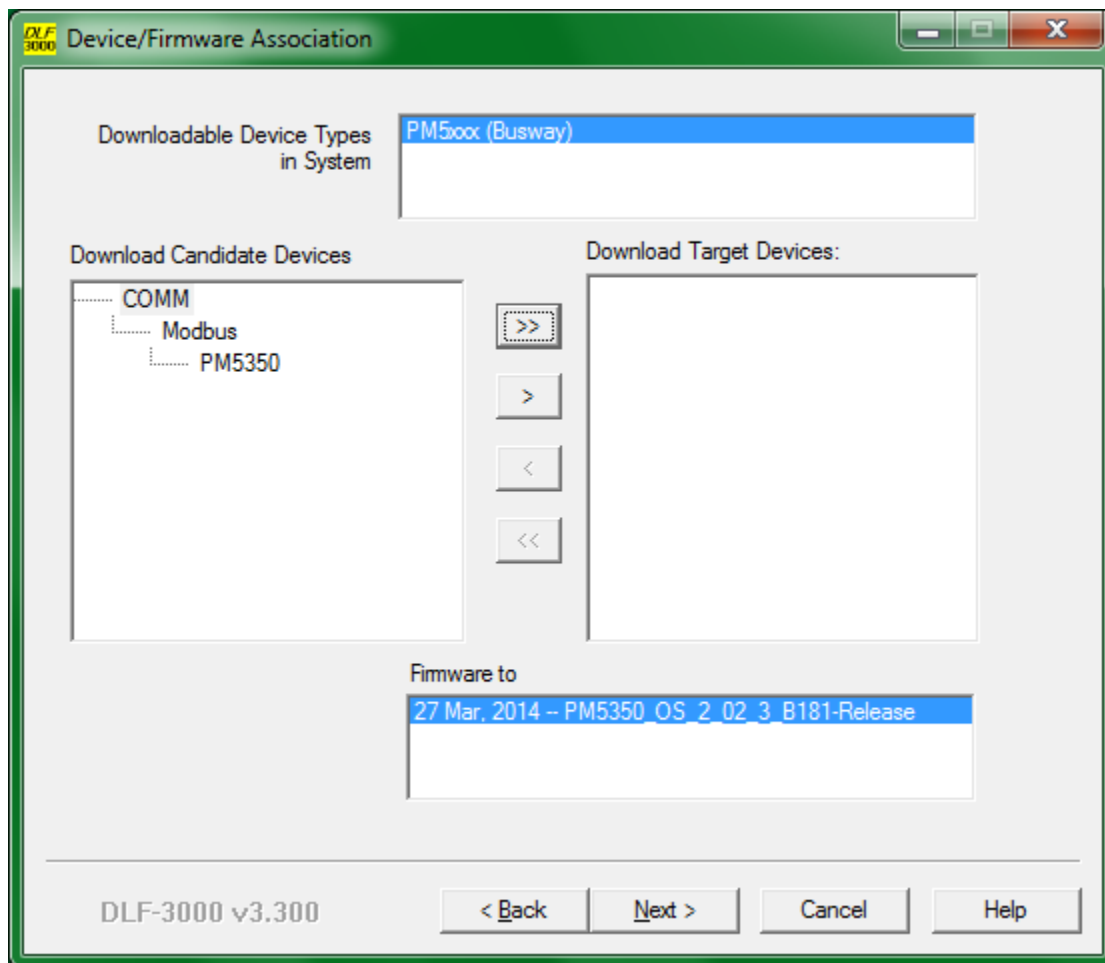 DLF
3000
Device/Firmware Association
Downloadable Device Types
in System
PM5xxx (Busway)
Download Candidate Devices
Download Target Devices:
COMM
Modbus
PM5350
>>
>
<
<<
Firmware to
27 Mar, 2014 -- PM5350_OS_2_02_3_B181-Release
DLF-3000 v3.300
< Back
Next >
Cancel
Help